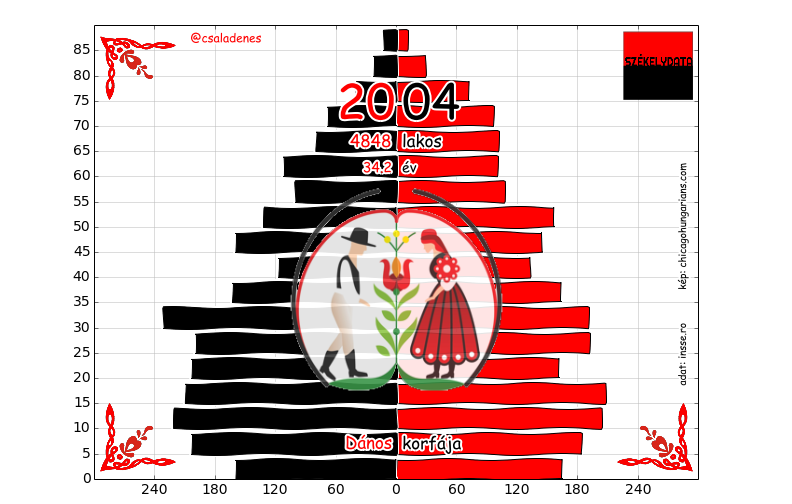 @csaladenes
SZÉKELYDATA
2004
4848 lakos
34.2 év
kép: chicagohungarians.com
adat: insse.ro
Dános korfája
85
80
75
70
65
60
55
50
45
40
35
30
25
20
15
10
5
0
240 180 120 60 0 60 120 180 240